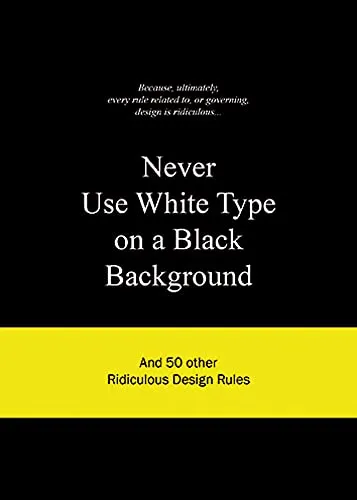 Because, ultimately,
every rule related to, or governing,
design is ridiculous...
Never
Use White Type
on a Black
Background
And 50 other
Ridiculous Design Rules